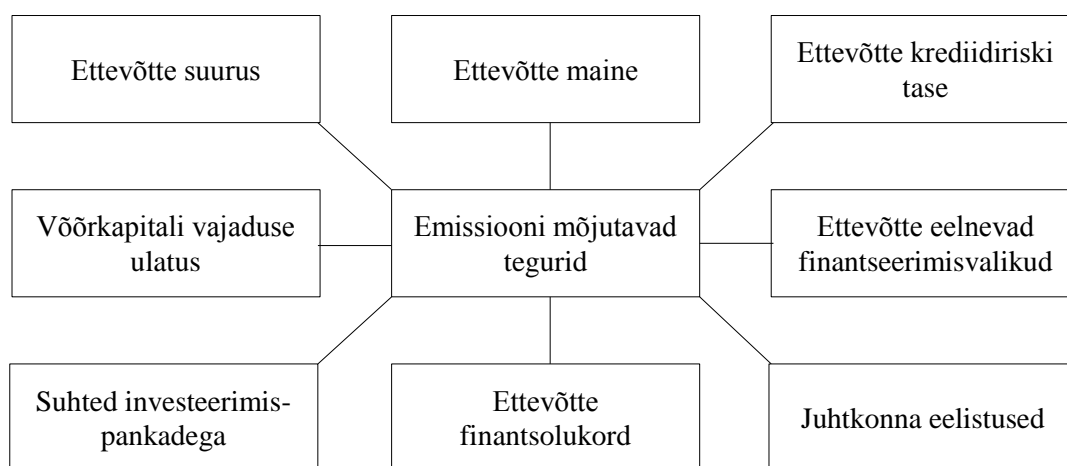 Ettevõtte suurus
Ettevõtte maine
Ettevõtte krediidiriski
tase
Võõrkapitali vajaduse
ulatus
Emissiooni mõjutavad
tegurid
Ettevõtte eelnevad
finantseerimisvalikud
Suhted investeerimis-
pankadega
Ettevõtte
finantsolukord
Juhtkonna eelistused